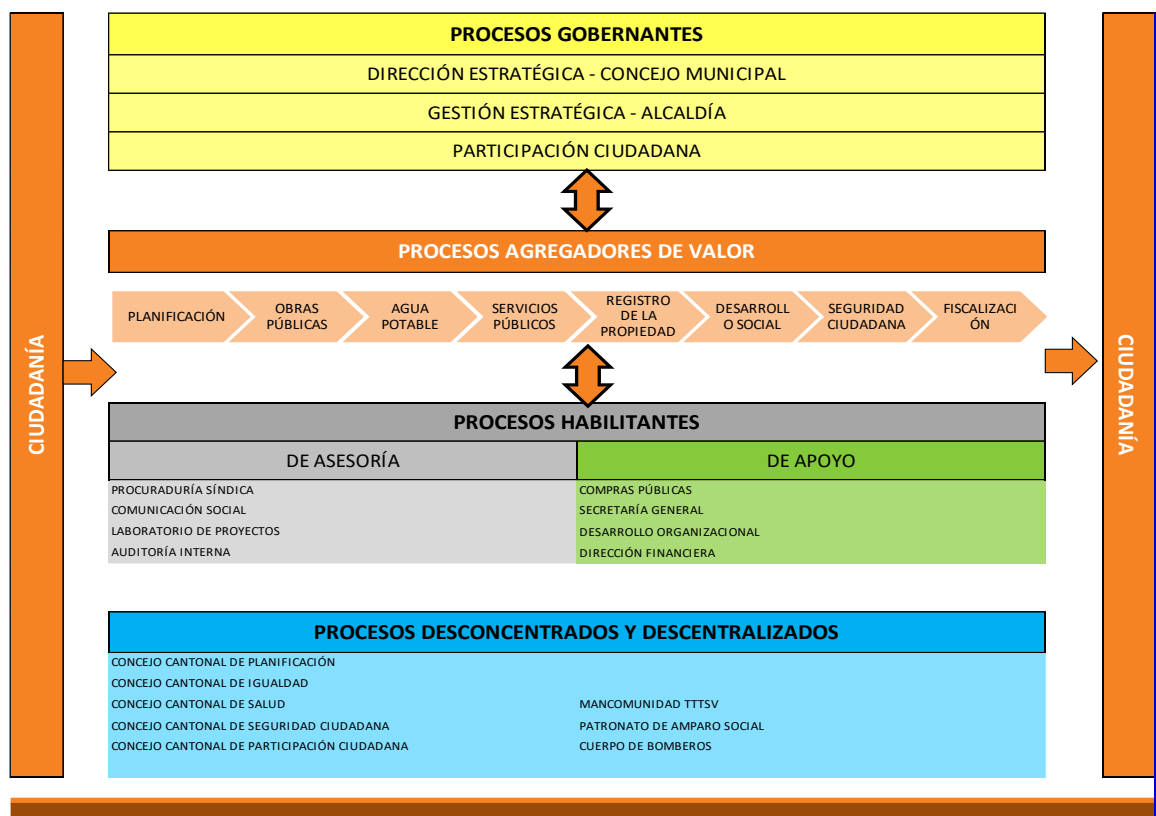 PROCESOS GOBERNANTES
DIRECCIÓN ESTRATÉGICA - CONCEJO MUNICIPAL
GESTIÓN ESTRATÉGICA - ALCALDÍA
PARTICIPACIÓN CIUDADANA
PROCESOS AGREGADORES DE VALOR
PLANIFICACIÓN
OBRAS
PÚBLICAS
AGUA
POTABLE
SERVICIOS
PÚBLICOS
REGISTRO
DE LA
PROPIEDAD
DESARROLL
O SOCIAL
SEGURIDAD
CIUDADANA
FISCALIZACI
ÓN
CIUDADANÍA
CIUDADANÍA
PROCESOS HABILITANTES
DE ASESORÍA
PROCURADURÍA SÍNDICA
COMUNICACIÓN SOCIAL
LABORATORIO DE PROYECTOS
AUDITORÍA INTERNA
DE APOYO
COMPRAS PÚBLICAS
SECRETARÍA GENERAL
DESARROLLO ORGANIZACIONAL
DIRECCIÓN FINANCIERA
PROCESOS DESCONCENTRADOS Y DESCENTRALIZADOS
CONCEJO CANTONAL DE PLANIFICACIÓN
CONCEJO CANTONAL DE IGUALDAD
CONCEJO CANTONAL DE SALUD
CONCEJO CANTONAL DE SEGURIDAD CIUDADANA
CONCEJO CANTONAL DE PARTICIPACIÓN CIUDADANA
MANCOMUNIDAD TTTSV
PATRONATO DE AMPARO SOCIAL
CUERPO DE BOMBEROS